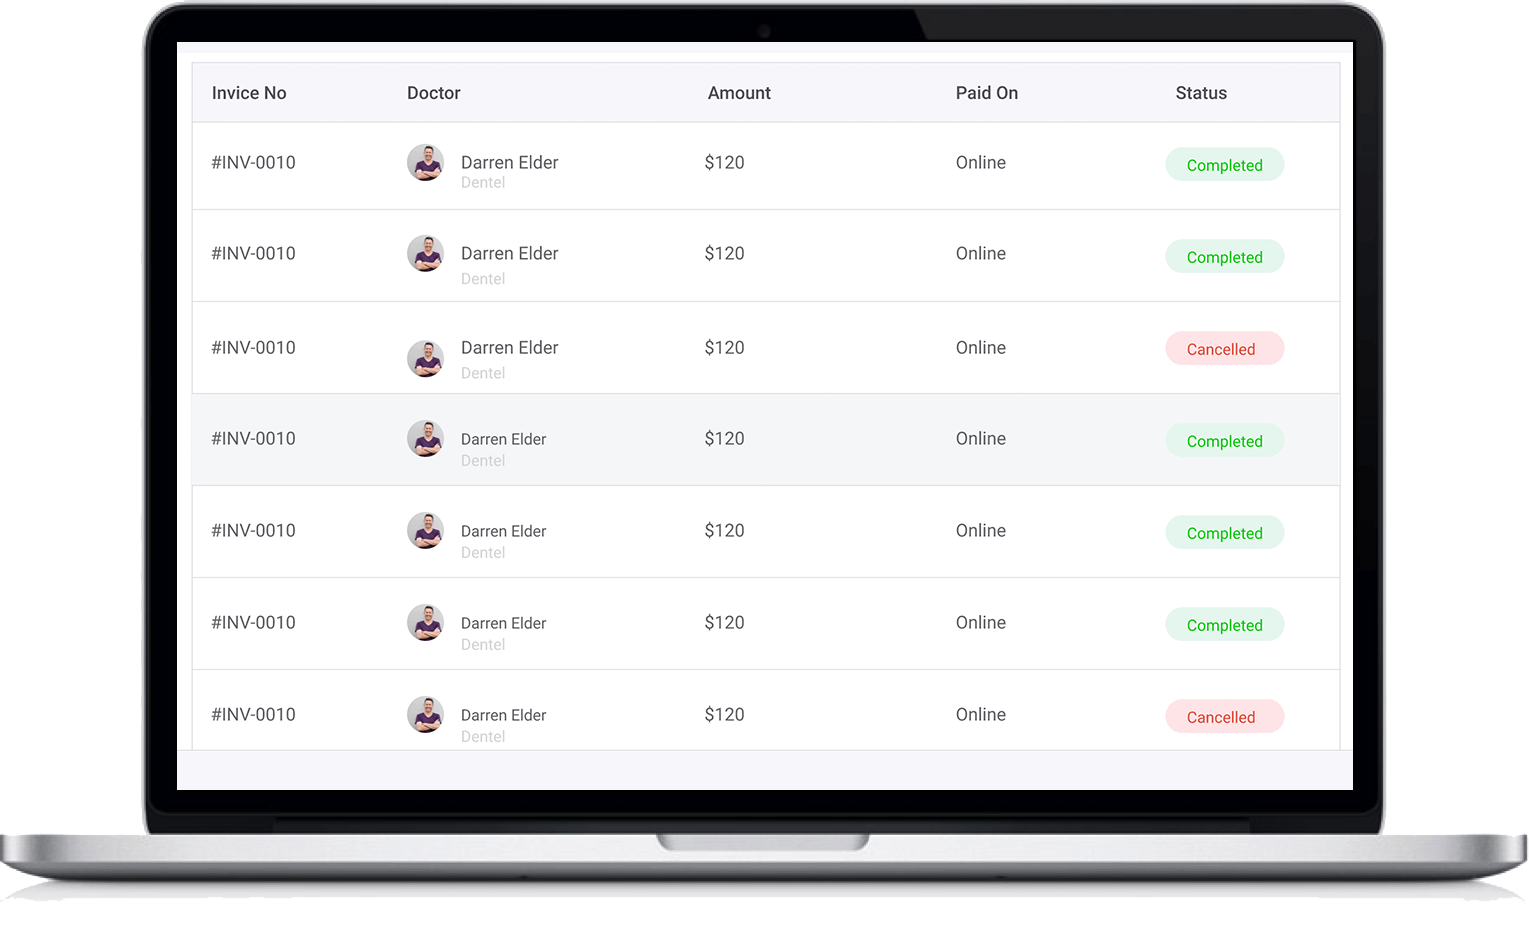 Invice No Doctor Amount Paid On Status
#INV-0010 Darren Elder $120 Online Completed
Dentel
#INV-0010 Darren Elder $120 Online Completed
Dentel
#INV-0010 Darren Elder $120 Online Cancelled
Dentel
#INV-0010 Darren Elder $120 Online Completed
Dentel
#INV-0010 Darren Elder $120 Online Completed
Dentel
#INV-0010 Darren Elder $120 Online Completed
Dentel
#INV-0010 Darren Elder $120 Online Cancelled
Dentel